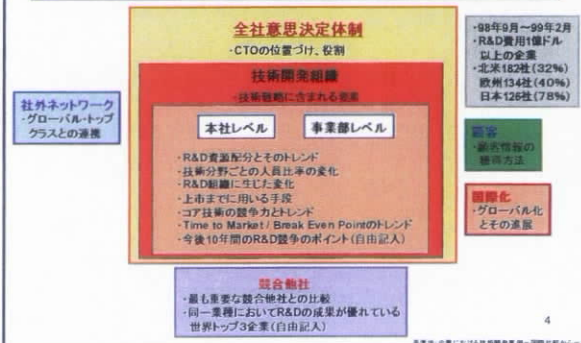 全社意思決定体制
・CTOの位置づけ、役割
技術開発組織
・技術戦略に含まれる要素
本社レベル
事業部レベル
・R&D資源配分とそのトレンド
・技術分野ごとの人員比率の変化
・R&D組織に生じた変化
・上市までに用いる手段
・コア技術の競争力とトレンド
・Time to Market / Break Even Pointのトレンド
・今後10年間のR&D競争のポイント(自由記入)
社外ネットワーク
・グローバル・トップ
クラスとの連携
・98年9月~99年2月
・R&D費用1億ドル
以上の企業
・北米182社(32%)
欧州134社(40%)
日本126社(78%)
顧客
・顧客情報の
獲得方法
国際化
・グローバル化
とその進展
競合他社
・最も重要な競合他社との比較
・同一業種においてR&Dの成果が優れている
世界トップ3企業(自由記入)
4